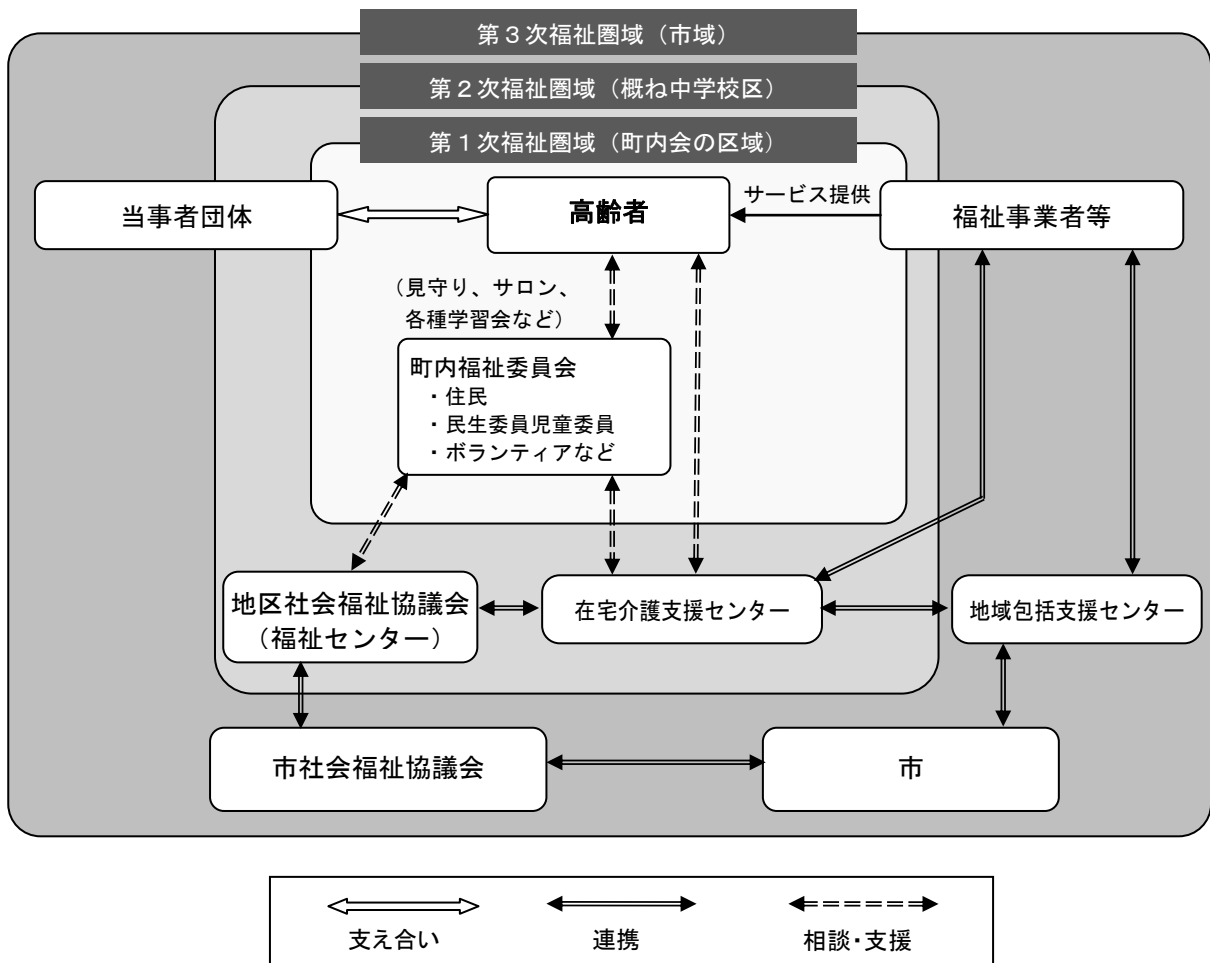 第３次福祉圏域（市域）
第２次福祉圏域（概ね中学校区）
第１次福祉圏域（町内会の区域）
当事者団体
高齢者
サービス提供
福祉事業者等
（見守り、サロン、
各種学習会など）
町内福祉委員会
・住民
・民生委員児童委員
・ボランティアなど
地区社会福祉協議会
（福祉センター）
在宅介護支援センター
地域包括支援センター
市社会福祉協議会
市
支え合い
連携
相談・支援